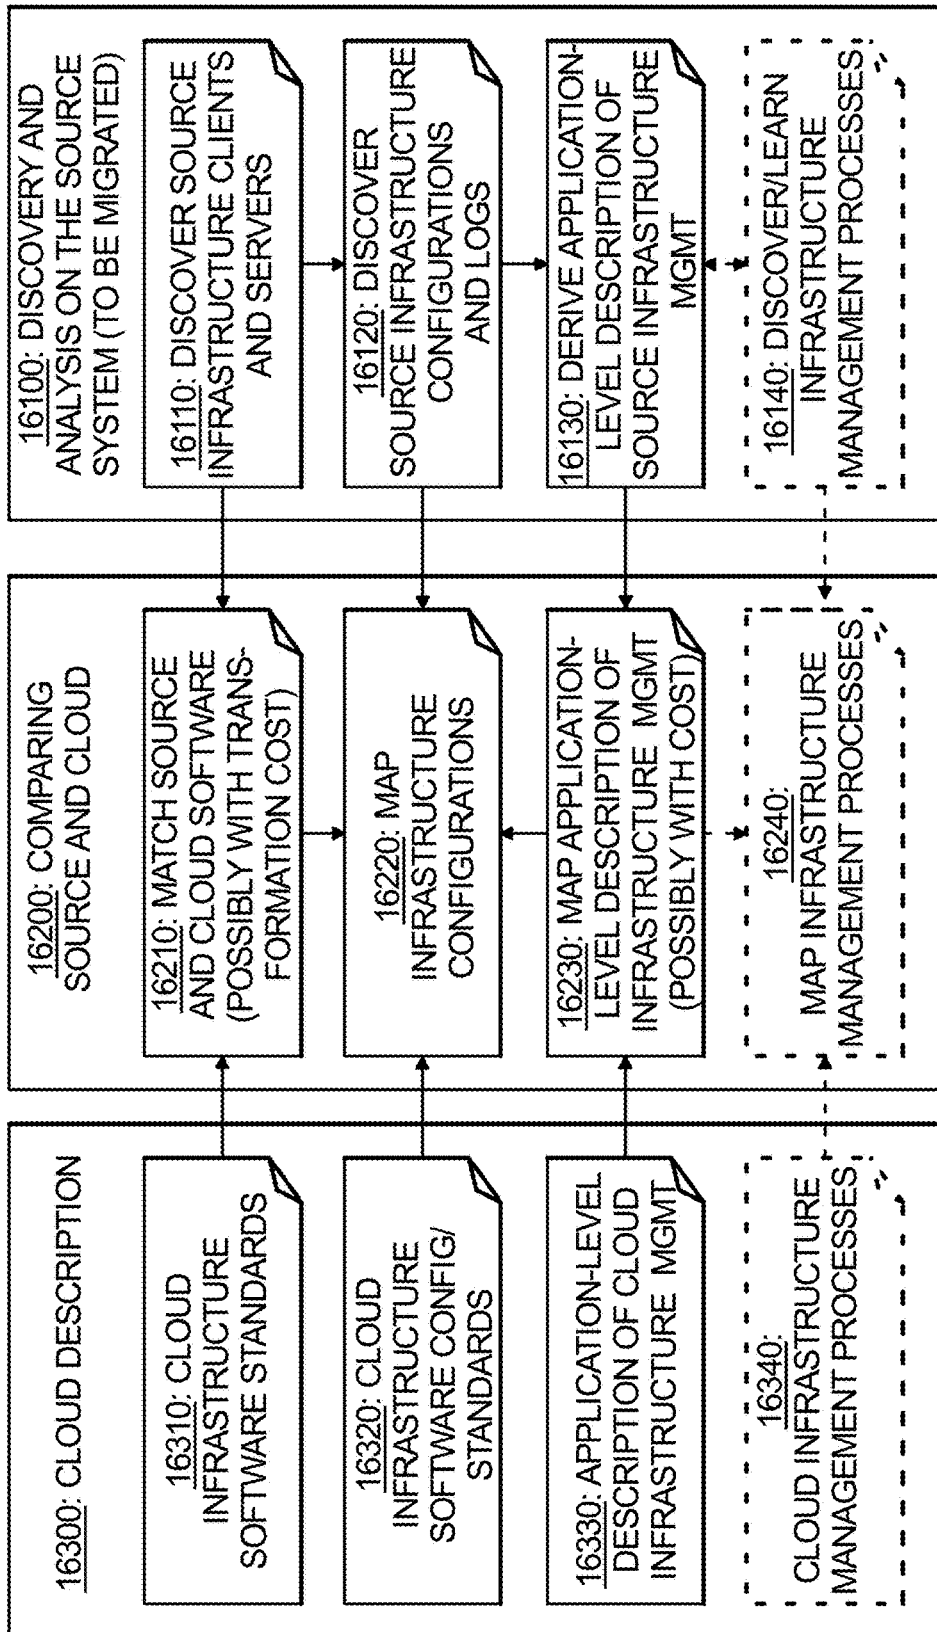 16300: CLOUD DESCRIPTION
16310: CLOUD
INFRASTRUCTURE
SOFTWARE STANDARDS
16320: CLOUD
INFRASTRUCTURE
SOFTWARE CONFIG/
STANDARDS
16330: APPLICATION-LEVEL
DESCRIPTION OF CLOUD
INFRASTRUCTURE MGMT
16340:
CLOUD INFRASTRUCTURE
MANAGEMENT PROCESSES
16200: COMPARING
SOURCE AND CLOUD
16210: MATCH SOURCE
AND CLOUD SOFTWARE
(POSSIBLY WITH TRANS-
FORMATION COST)
16220: MAP
INFRASTRUCTURE
CONFIGURATIONS
16230: MAP APPLICATION-
LEVEL DESCRIPTION OF
INFRASTRUCTURE MGMT
(POSSIBLY WITH COST)
16240:
MAP INFRASTRUCTURE
MANAGEMENT PROCESSES
16100: DISCOVERY AND
ANALYSIS ON THE SOURCE
SYSTEM (TO BE MIGRATED)
16110: DISCOVER SOURCE
INFRASTRUCTURE CLIENTS
AND SERVERS
16120: DISCOVER
SOURCE INFRASTRUCTURE
CONFIGURATIONS
AND LOGS
16130: DERIVE APPLICATION-
LEVEL DESCRIPTION OF
SOURCE INFRASTRUCTURE
MGMT
16140: DISCOVER/LEARN
INFRASTRUCTURE
MANAGEMENT PROCESSES